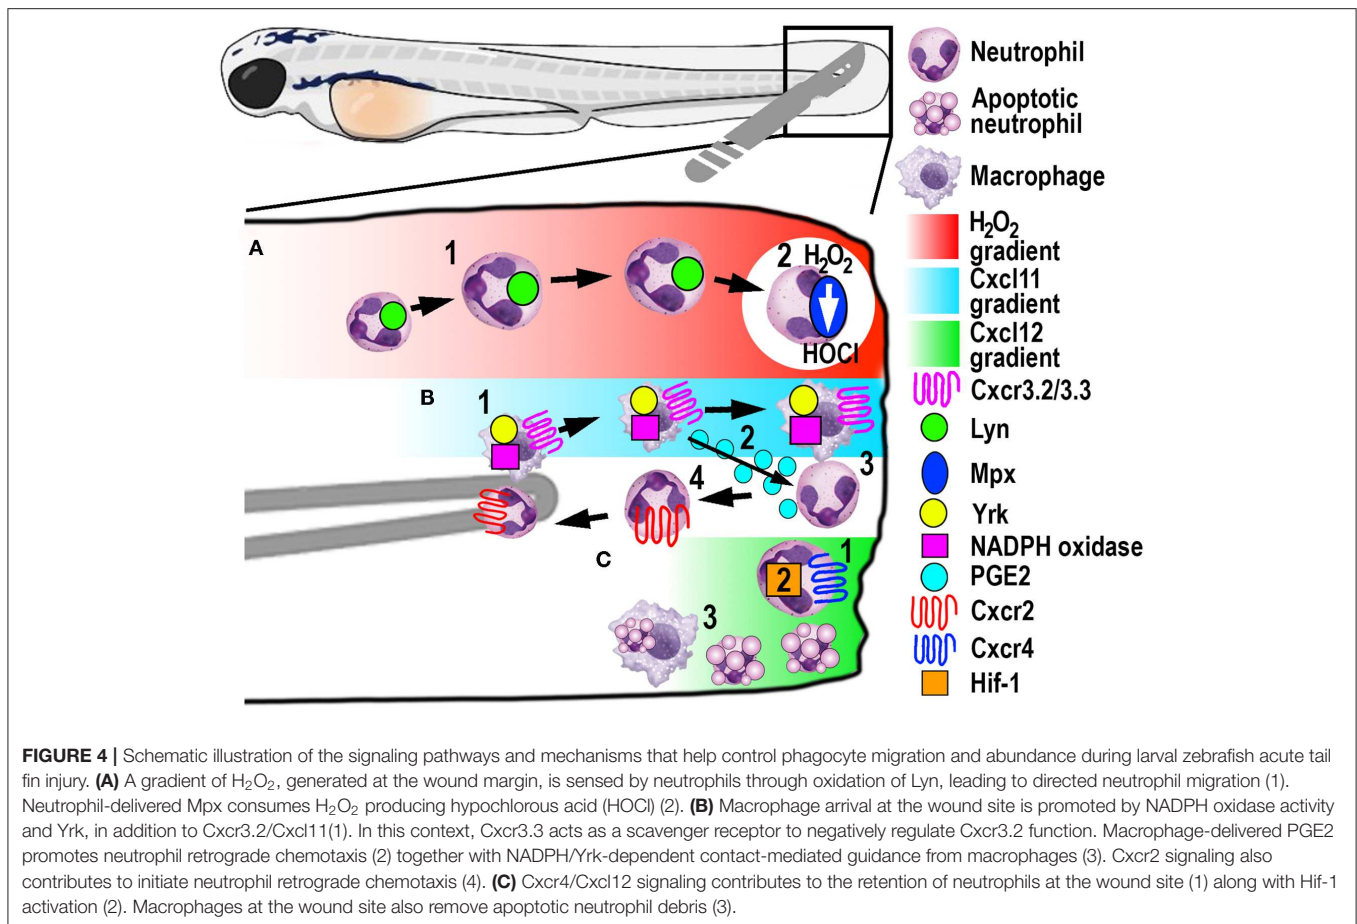 Neutrophil
Apoptotic
neutrophil
Macrophage
H₂O₂
gradient
Cxcl11
gradient
Cxcl12
gradient
Cxcr3.2/3.3
Lyn
Mpx
Yrk
NADPH oxidase
PGE2
Cxcr2
Cxcr4
Hif-1
A
1
2 H₂O₂
HOCl
B
1
2
3
4
C
1
2
3
FIGURE 4 | Schematic illustration of the signaling pathways and mechanisms that help control phagocyte migration and abundance during larval zebrafish acute tail
fin injury. (A) A gradient of H₂O₂, generated at the wound margin, is sensed by neutrophils through oxidation of Lyn, leading to directed neutrophil migration (1).
Neutrophil-delivered Mpx consumes H₂O₂ producing hypochlorous acid (HOCl) (2). (B) Macrophage arrival at the wound site is promoted by NADPH oxidase activity
and Yrk, in addition to Cxcr3.2/Cxcl11(1). In this context, Cxcr3.3 acts as a scavenger receptor to negatively regulate Cxcr3.2 function. Macrophage-delivered PGE2
promotes neutrophil retrograde chemotaxis (2) together with NADPH/Yrk-dependent contact-mediated guidance from macrophages (3). Cxcr2 signaling also
contributes to initiate neutrophil retrograde chemotaxis (4). (C) Cxcr4/Cxcl12 signaling contributes to the retention of neutrophils at the wound site (1) along with Hif-1
activation (2). Macrophages at the wound site also remove apoptotic neutrophil debris (3).